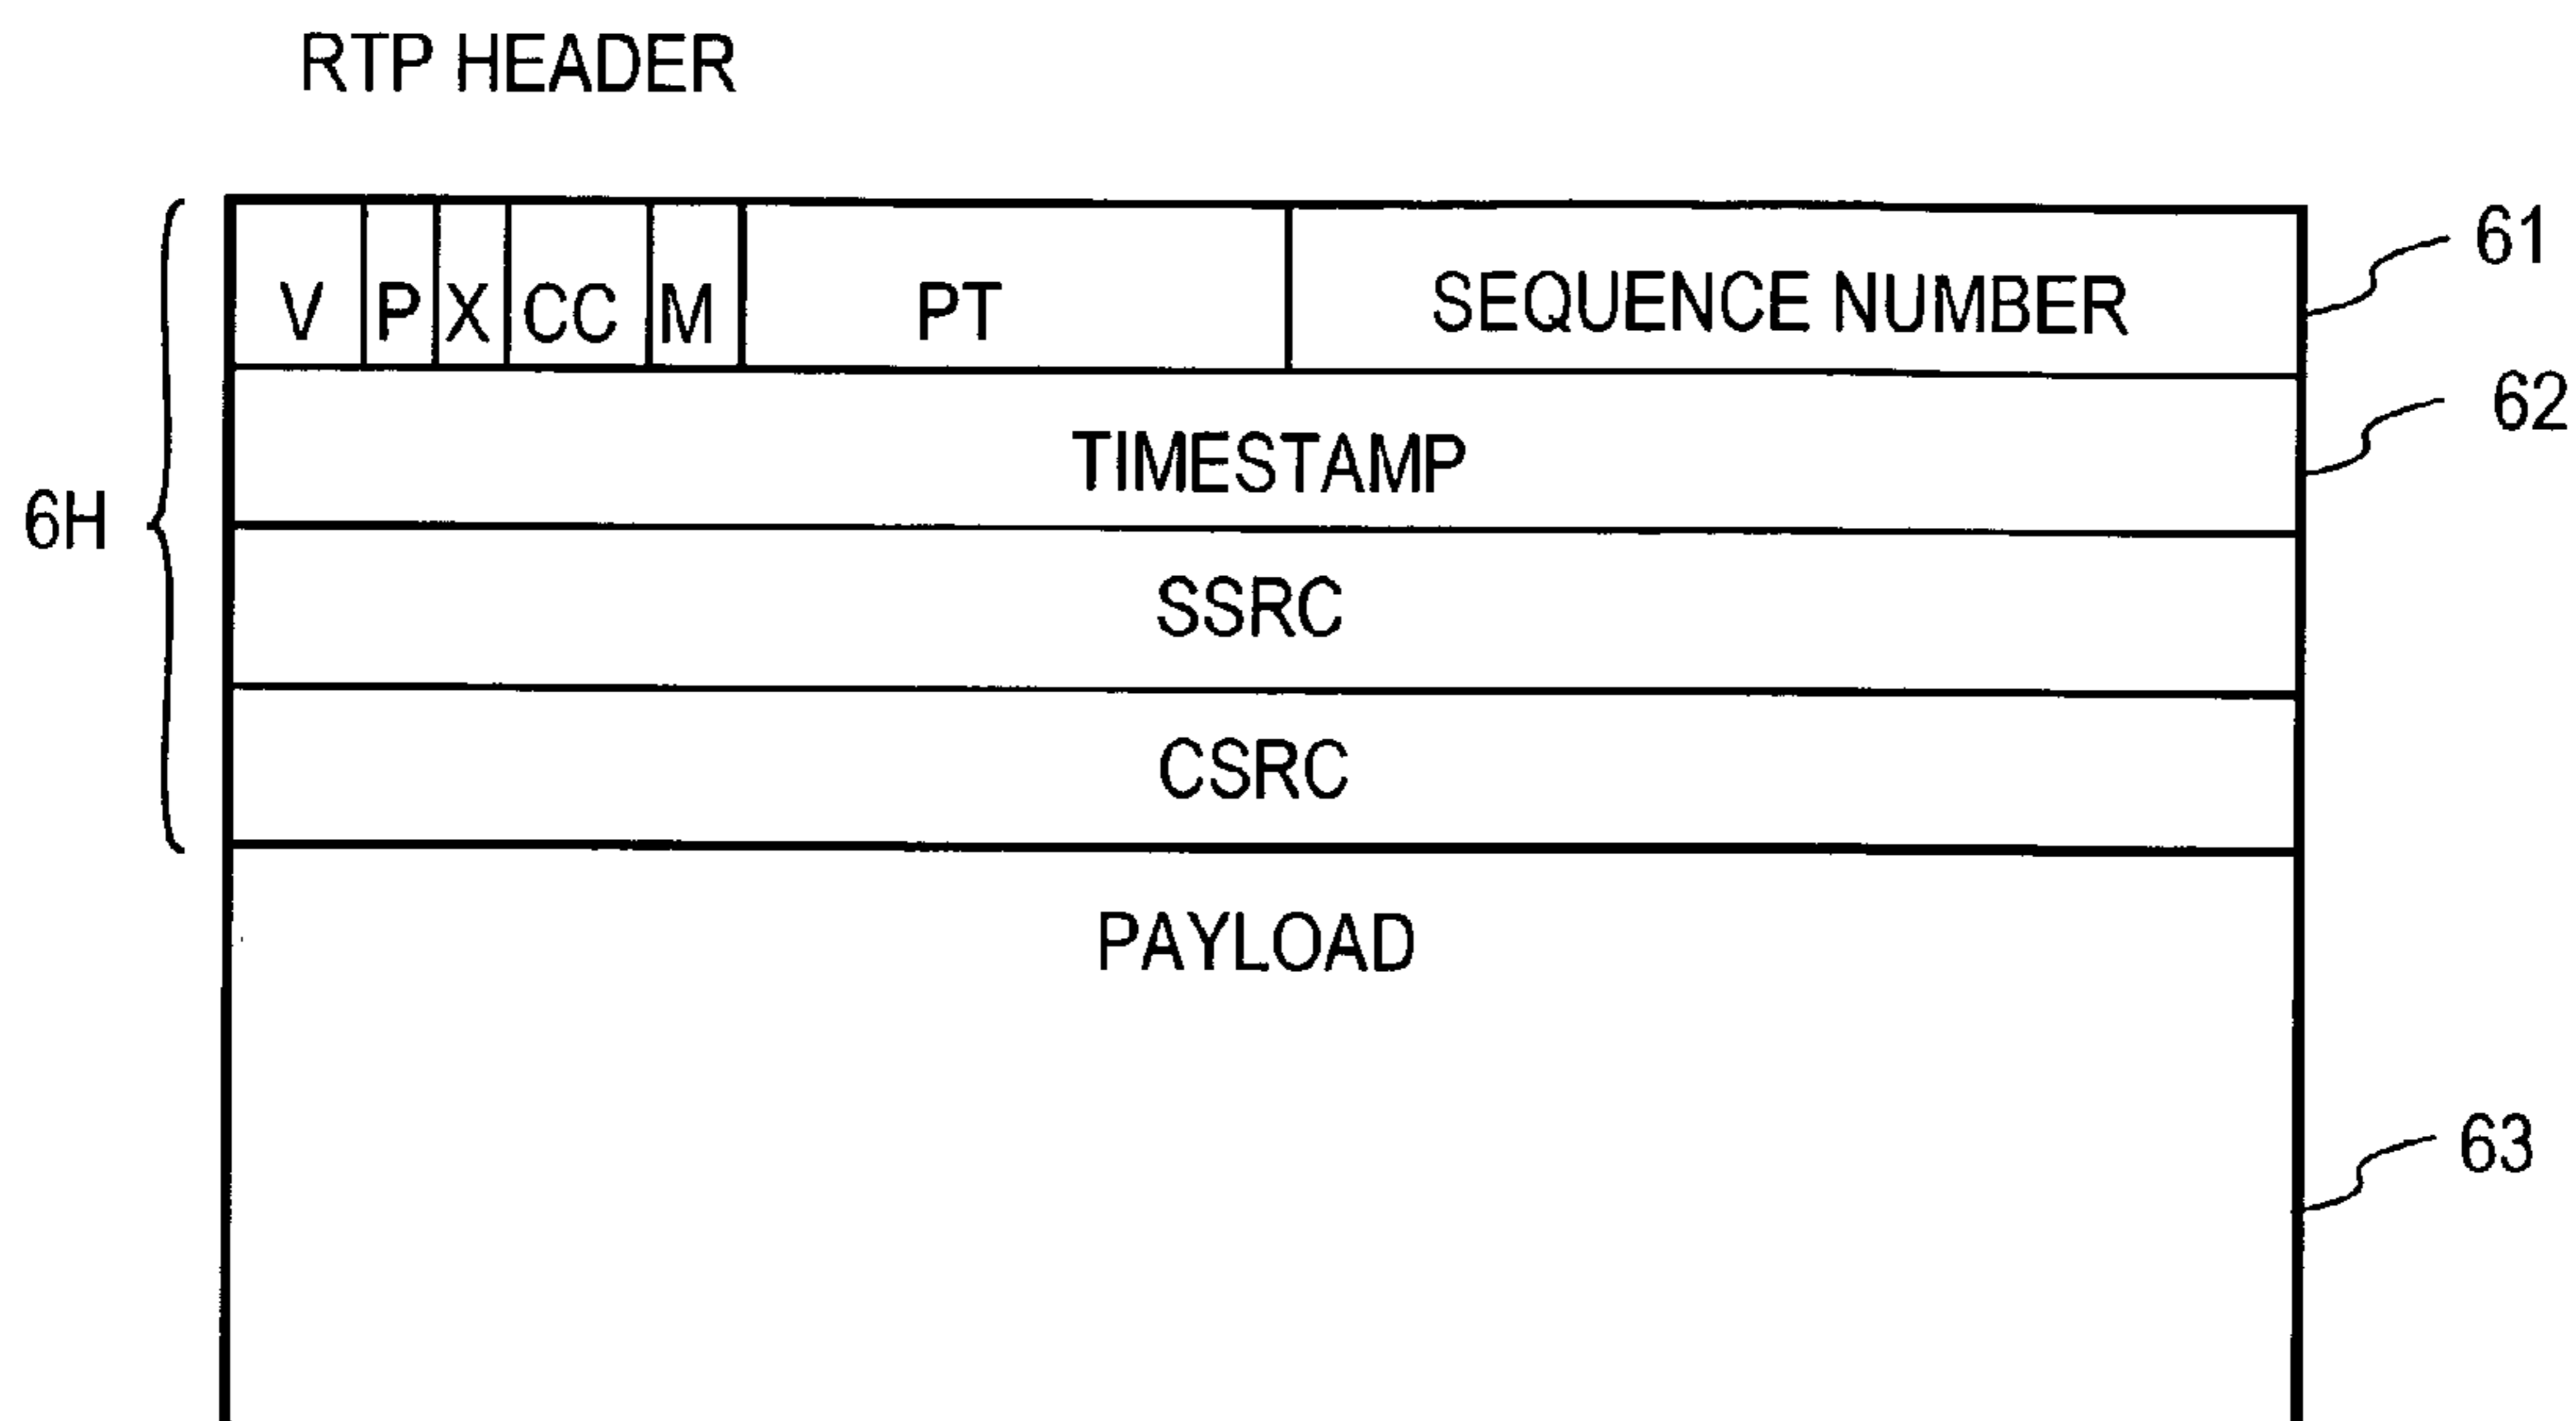 RTP HEADER
V P X CC M PT SEQUENCE NUMBER
61
TIMESTAMP
62
SSRC
6H
CSRC
PAYLOAD
63